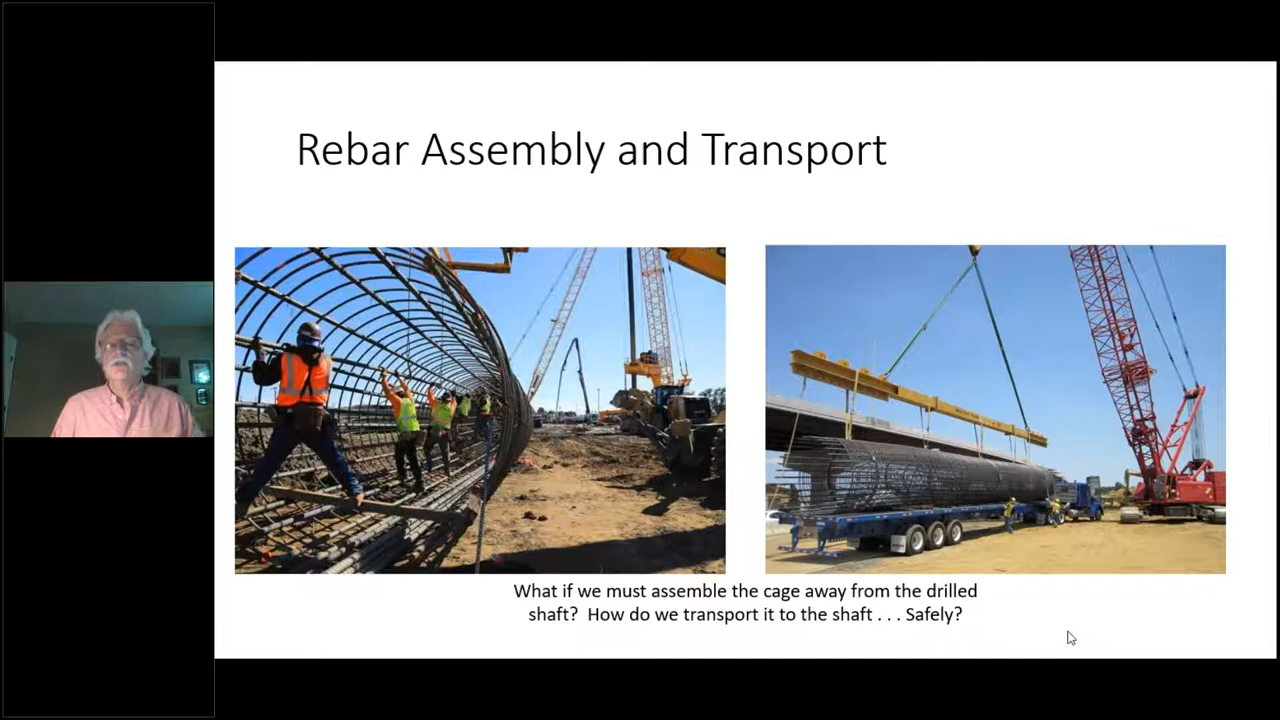 Rebar Assembly and Transport
What if we must assemble the cage away from the drilled
shaft?  How do we transport it to the shaft . . . Safely?